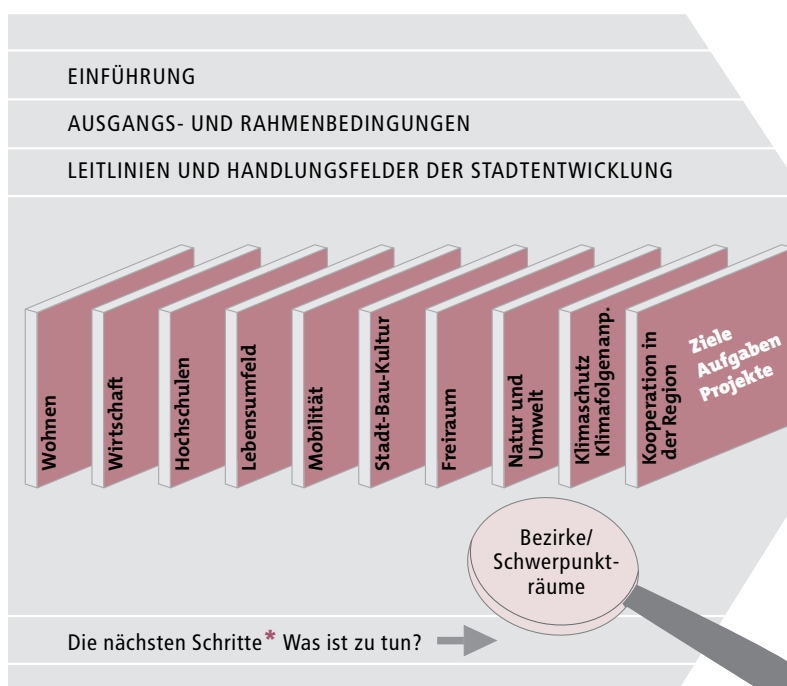 EINFÜHRUNG
AUSGANGS- UND RAHMENBEDINGUNGEN
LEITLINIEN UND HANDLUNGSFELDER DER STADTENTWICKLUNG
Wohnen
Wirtschaft
Hochschulen
Lebensumfeld
Mobilität
Stadt-Bau-Kultur
Freiraum
Natur und
Umwelt
Klimaschutz
Klimafolgenanp.
Kooperation in
der Region
Ziele
Aufgaben
Projekte
Bezirke/
Schwerpunkt-
räume
Die nächsten Schritte* Was ist zu tun?